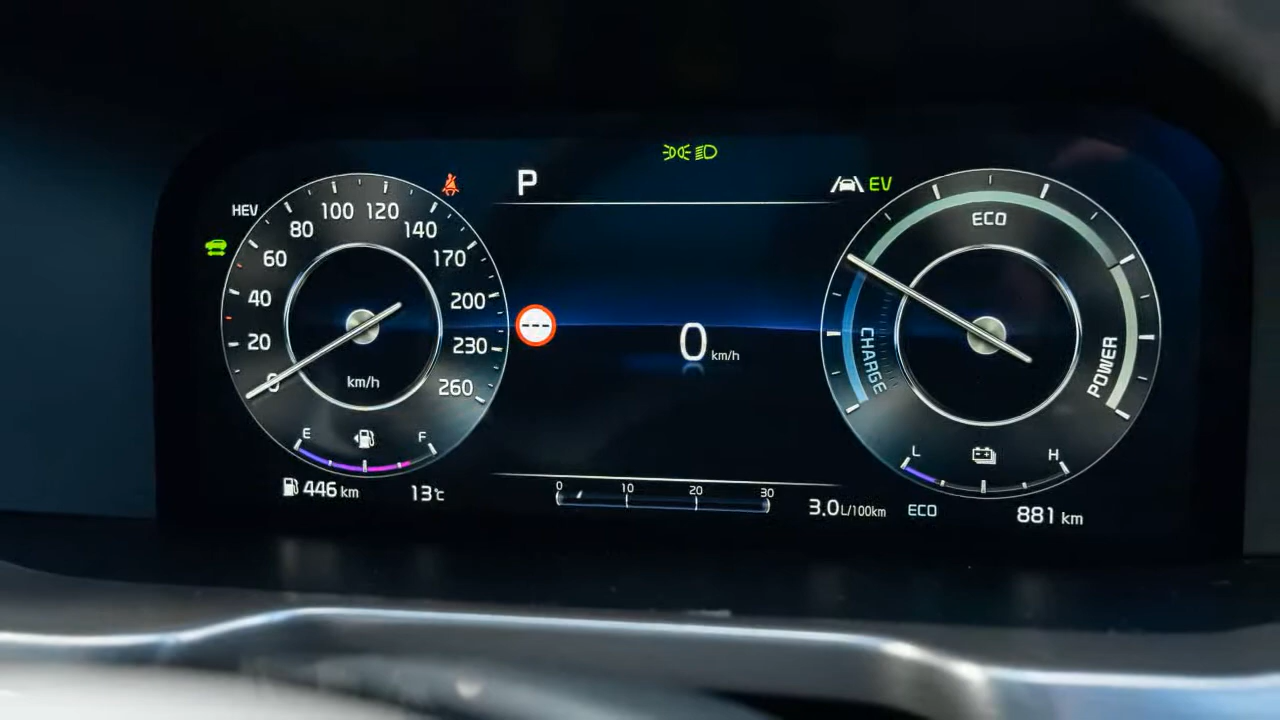 P
EV
HEV
100 120
80
140
60
170
40
200
20
230
0
260
km/h
E
F
446 km
13°C
---
0 km/h
0 10 20 30
3.0 L/100km
ECO
ECO
CHARGE
POWER
L
H
881 km